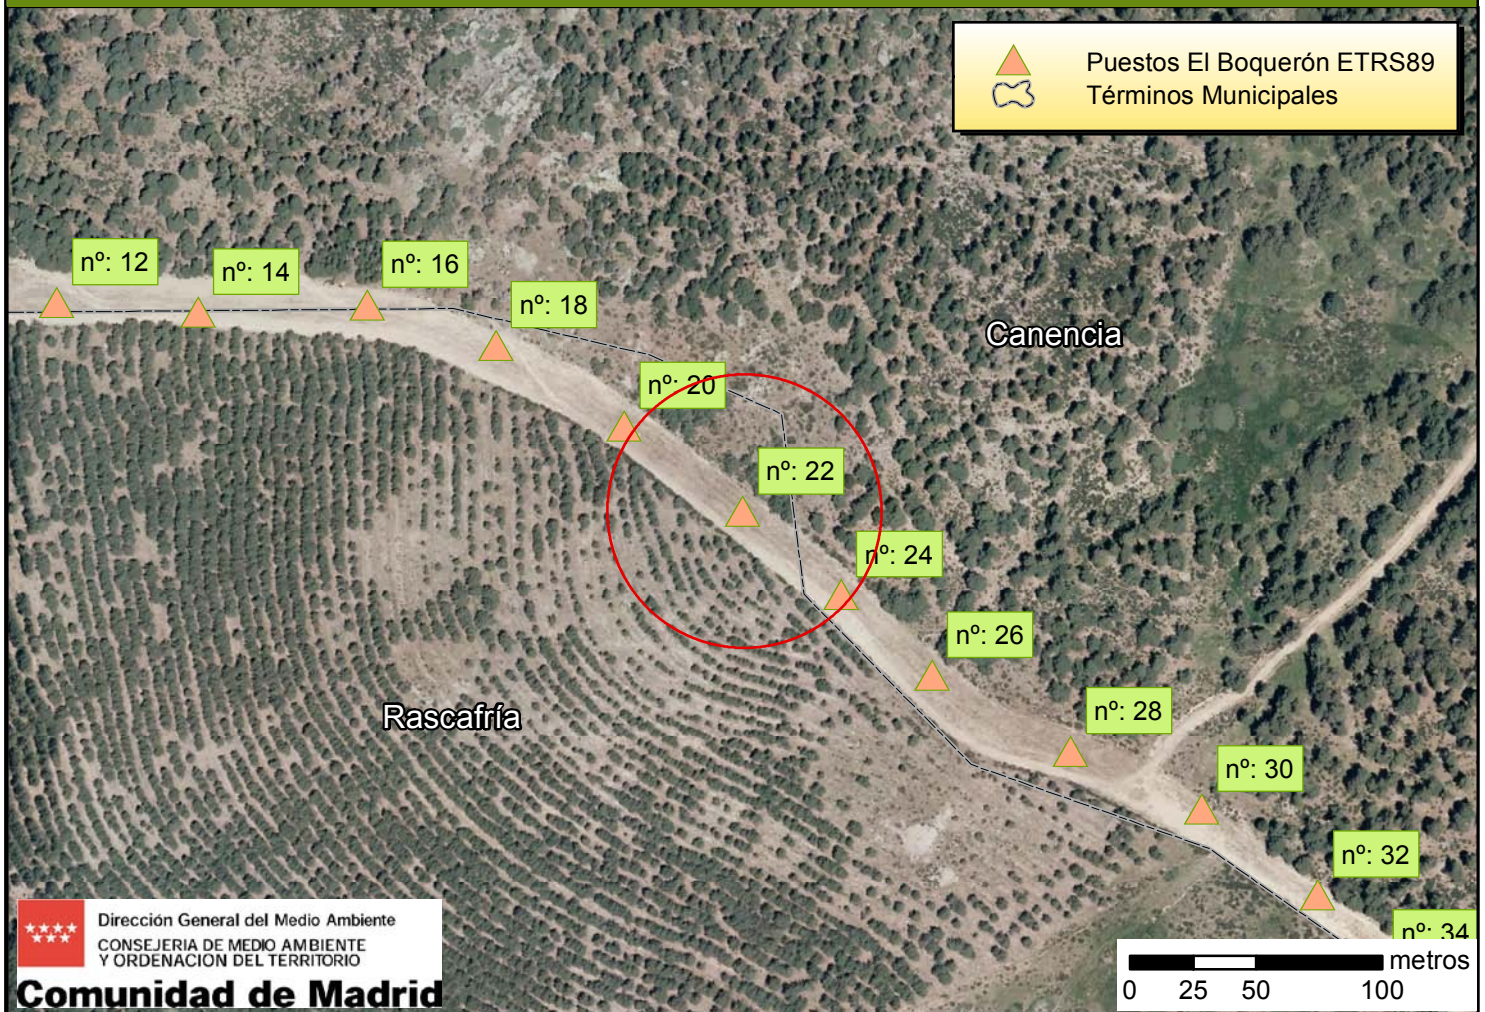 Puestos El Boquerón ETRS89
Términos Municipales
nº: 12
nº: 14
nº: 16
nº: 18
Canencia
nº: 20
nº: 22
nº: 24
nº: 26
Rascafría
nº: 28
nº: 30
nº: 32
nº: 34
Dirección General del Medio Ambiente
CONSEJERIA DE MEDIO AMBIENTE
Y ORDENACION DEL TERRITORIO
Comunidad de Madrid
metros
0 25 50 100